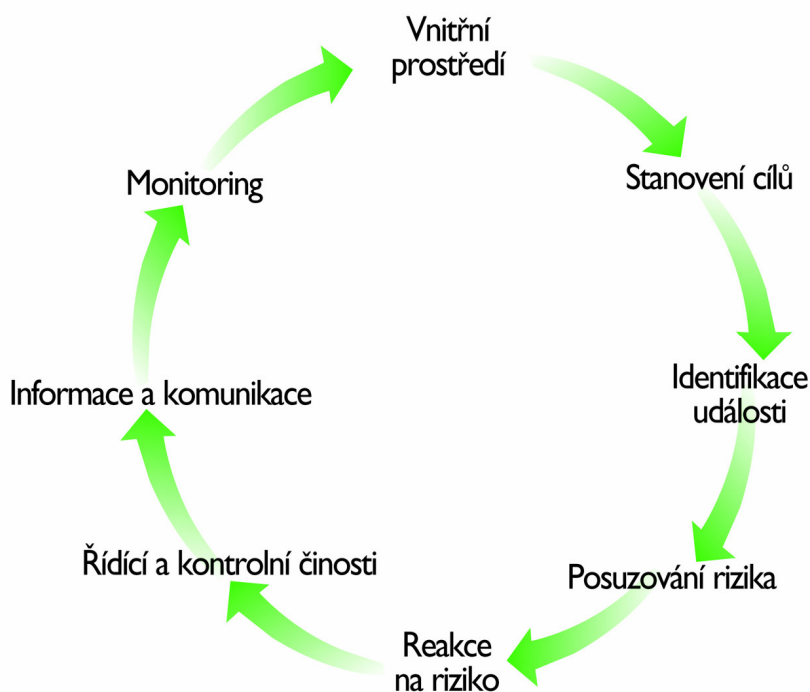 Vnitřní
prostředí
Stanovení cílů
Identifikace
události
Posuzování rizika
Reakce
na riziko
Řídící a kontrolní činosti
Informace a komunikace
Monitoring